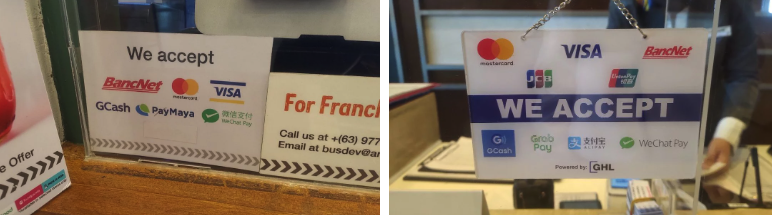 We accept
BancNet
mastercard
VISA
GCash
PayMaya
微信支付
WeChat Pay
For Franc
Call us at +(63) 977
Email at busdev@a
e Offer
mastercard
VISA
BancNet
JCB
UnionPay
银联
WE ACCEPT
GCash
Grab
Pay
支付宝
ALIPAY
WeChat Pay
Powered by: GHL